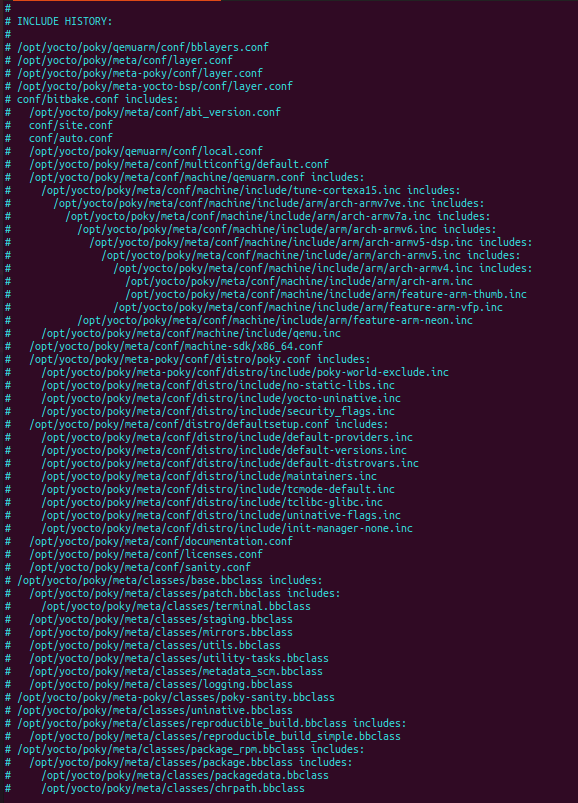 #
# INCLUDE HISTORY:
#
# /opt/yocto/poky/qemuarm/conf/bblayers.conf
# /opt/yocto/poky/meta/conf/layer.conf
# /opt/yocto/poky/meta-poky/conf/layer.conf
# /opt/yocto/poky/meta-yocto-bsp/conf/layer.conf
# conf/bitbake.conf includes:
#   /opt/yocto/poky/meta/conf/abi_version.conf
#   conf/site.conf
#   conf/auto.conf
#   /opt/yocto/poky/qemuarm/conf/local.conf
#   /opt/yocto/poky/meta/conf/multiconfig/default.conf
#   /opt/yocto/poky/meta/conf/machine/qemuarm.conf includes:
#     /opt/yocto/poky/meta/conf/machine/include/tune-cortexa15.inc includes:
#       /opt/yocto/poky/meta/conf/machine/include/arm/arch-armv7ve.inc includes:
#         /opt/yocto/poky/meta/conf/machine/include/arm/arch-armv7a.inc includes:
#           /opt/yocto/poky/meta/conf/machine/include/arm/arch-armv6.inc includes:
#             /opt/yocto/poky/meta/conf/machine/include/arm/arch-armv5-dsp.inc includes:
#               /opt/yocto/poky/meta/conf/machine/include/arm/arch-armv5.inc includes:
#                 /opt/yocto/poky/meta/conf/machine/include/arm/arch-armv4.inc includes:
#                   /opt/yocto/poky/meta/conf/machine/include/arm/arch-arm.inc
#                   /opt/yocto/poky/meta/conf/machine/include/arm/feature-arm-thumb.inc
#                 /opt/yocto/poky/meta/conf/machine/include/arm/feature-arm-vfp.inc
#           /opt/yocto/poky/meta/conf/machine/include/arm/feature-arm-neon.inc
#     /opt/yocto/poky/meta/conf/machine/include/qemu.inc
#   /opt/yocto/poky/meta/conf/machine-sdk/x86_64.conf
#   /opt/yocto/poky/meta-poky/conf/distro/poky.conf includes:
#     /opt/yocto/poky/meta-poky/conf/distro/include/poky-world-exclude.inc
#     /opt/yocto/poky/meta/conf/distro/include/no-static-libs.inc
#     /opt/yocto/poky/meta/conf/distro/include/yocto-uninative.inc
#     /opt/yocto/poky/meta/conf/distro/include/security_flags.inc
#   /opt/yocto/poky/meta/conf/distro/defaultsetup.conf includes:
#     /opt/yocto/poky/meta/conf/distro/include/default-providers.inc
#     /opt/yocto/poky/meta/conf/distro/include/default-versions.inc
#     /opt/yocto/poky/meta/conf/distro/include/default-distrovars.inc
#     /opt/yocto/poky/meta/conf/distro/include/maintainers.inc
#     /opt/yocto/poky/meta/conf/distro/include/tcmode-default.inc
#     /opt/yocto/poky/meta/conf/distro/include/tclibc-glibc.inc
#     /opt/yocto/poky/meta/conf/distro/include/uninative-flags.inc
#     /opt/yocto/poky/meta/conf/distro/include/init-manager-none.inc
#   /opt/yocto/poky/meta/conf/documentation.conf
#   /opt/yocto/poky/meta/conf/licenses.conf
#   /opt/yocto/poky/meta/conf/sanity.conf
# /opt/yocto/poky/meta/classes/base.bbclass includes:
#   /opt/yocto/poky/meta/classes/patch.bbclass includes:
#     /opt/yocto/poky/meta/classes/terminal.bbclass
#   /opt/yocto/poky/meta/classes/staging.bbclass
#   /opt/yocto/poky/meta/classes/mirrors.bbclass
#   /opt/yocto/poky/meta/classes/utils.bbclass
#   /opt/yocto/poky/meta/classes/utility-tasks.bbclass
#   /opt/yocto/poky/meta/classes/metadata_scm.bbclass
#   /opt/yocto/poky/meta/classes/logging.bbclass
# /opt/yocto/poky/meta-poky/classes/poky-sanity.bbclass
# /opt/yocto/poky/meta/classes/uninative.bbclass
# /opt/yocto/poky/meta/classes/reproducible_build.bbclass includes:
#   /opt/yocto/poky/meta/classes/reproducible_build_simple.bbclass
# /opt/yocto/poky/meta/classes/package_rpm.bbclass includes:
#   /opt/yocto/poky/meta/classes/package.bbclass includes:
#     /opt/yocto/poky/meta/classes/packagedata.bbclass
#     /opt/yocto/poky/meta/classes/chrpath.bbclass